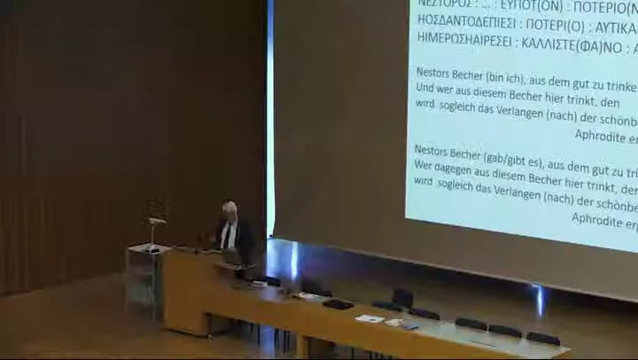 ΝΕΣΤΟΡΟΣ : ... : ΕΥΠΟΤ(ΟΝ) : ΠΟΤΕΡΙΟ(Ν
ΗΟΣΔΑΝΤΟΔΕΠΙΕΣΙ : ΠΟΤΕΡΙ(Ο) : ΑΥΤΙΚΑ
ΗΙΜΕΡΟΣΗΑΙΡΕΣΕΙ : ΚΑΛΛΙΣΤΕ(ΦΑ)ΝΟ :
Nestors Becher (bin ich), aus dem gut zu trinke
Und wer aus diesem Becher hier trinkt, den
wird sogleich das Verlangen (nach) der schönb
Aphrodite er
Nestors Becher (gab/gibt es), aus dem gut zu tri
Wer dagegen aus diesem Becher hier trinkt, de
wird sogleich das Verlangen (nach) der schönbe
Aphrodite er